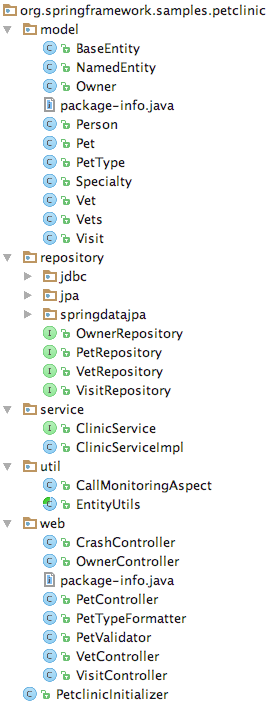 org.springframework.samples.petclinic
model
BaseEntity
NamedEntity
Owner
package-info.java
Person
Pet
PetType
Specialty
Vet
Vets
Visit
repository
jdbc
jpa
springdatajpa
OwnerRepository
PetRepository
VetRepository
VisitRepository
service
ClinicService
ClinicServiceImpl
util
CallMonitoringAspect
EntityUtils
web
CrashController
OwnerController
package-info.java
PetController
PetTypeFormatter
PetValidator
VetController
VisitController
PetclinicInitializer